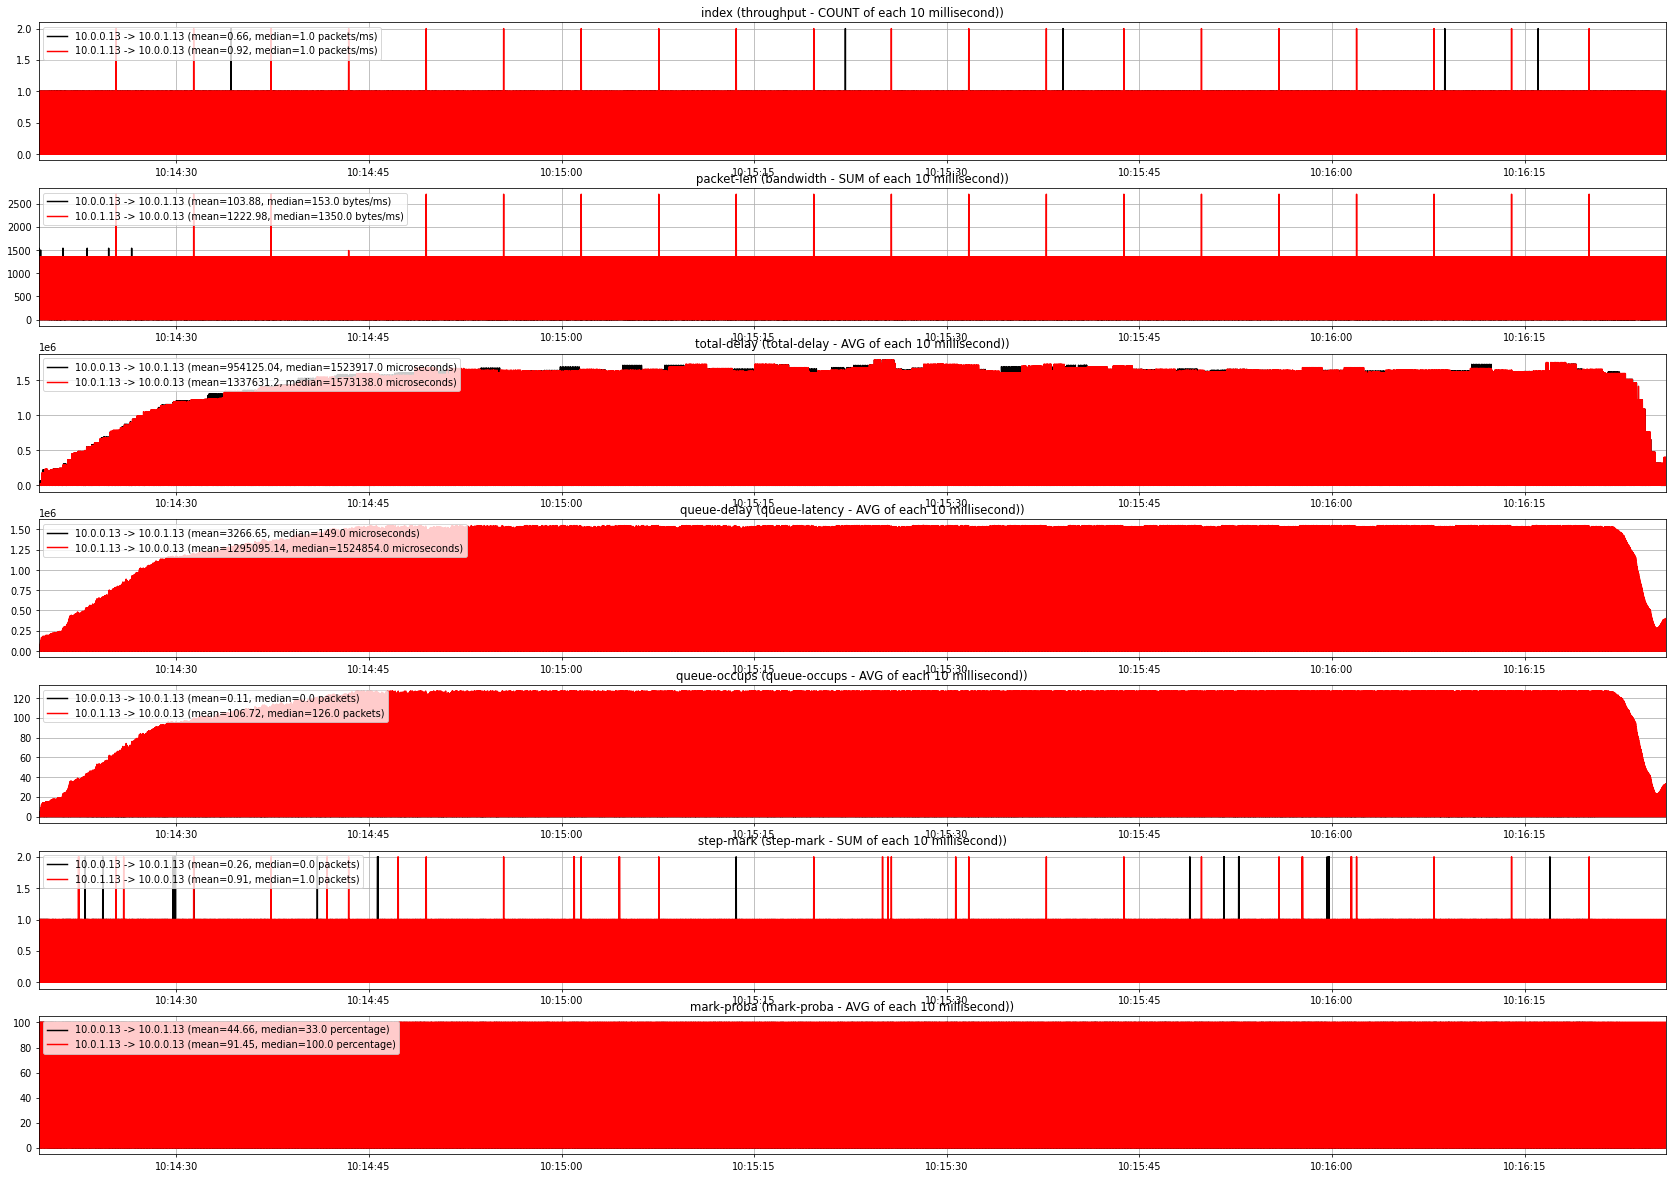 index (throughput - COUNT of each 10 millisecond))
2.0
1.5
1.0
0.5
0.0
10.0.0.13 -> 10.0.1.13 (mean=0.66, median=1.0 packets/ms)
10.0.1.13 -> 10.0.0.13 (mean=0.92, median=1.0 packets/ms)
10:14:30 10:14:45 10:15:00 10:15:15 10:15:30 10:15:45 10:16:00 10:16:15
packet-len (bandwidth - SUM of each 10 millisecond))
2500
2000
1500
1000
500
0
10.0.0.13 -> 10.0.1.13 (mean=103.88, median=153.0 bytes/ms)
10.0.1.13 -> 10.0.0.13 (mean=1222.98, median=1350.0 bytes/ms)
10:14:30 10:14:45 10:15:00 10:15:15 10:15:30 10:15:45 10:16:00 10:16:15
total-delay (total-delay - AVG of each 10 millisecond))
1e6
1.5
1.0
0.5
0.0
10.0.0.13 -> 10.0.1.13 (mean=954125.04, median=1523917.0 microseconds)
10.0.1.13 -> 10.0.0.13 (mean=1337631.2, median=1573138.0 microseconds)
10:14:30 10:14:45 10:15:00 10:15:15 10:15:30 10:15:45 10:16:00 10:16:15
queue-delay (queue-latency - AVG of each 10 millisecond))
1e6
1.50
1.25
1.00
0.75
0.50
0.25
0.00
10.0.0.13 -> 10.0.1.13 (mean=3266.65, median=149.0 microseconds)
10.0.1.13 -> 10.0.0.13 (mean=1295095.14, median=1524854.0 microseconds)
10:14:30 10:14:45 10:15:00 10:15:15 10:15:30 10:15:45 10:16:00 10:16:15
queue-occups (queue-occups - AVG of each 10 millisecond))
120
100
80
60
40
20
0
10.0.0.13 -> 10.0.1.13 (mean=0.11, median=0.0 packets)
10.0.1.13 -> 10.0.0.13 (mean=106.72, median=126.0 packets)
10:14:30 10:14:45 10:15:00 10:15:15 10:15:30 10:15:45 10:16:00 10:16:15
step-mark (step-mark - SUM of each 10 millisecond))
2.0
1.5
1.0
0.5
0.0
10.0.0.13 -> 10.0.1.13 (mean=0.26, median=0.0 packets)
10.0.1.13 -> 10.0.0.13 (mean=0.91, median=1.0 packets)
10:14:30 10:14:45 10:15:00 10:15:15 10:15:30 10:15:45 10:16:00 10:16:15
mark-proba (mark-proba - AVG of each 10 millisecond))
100
80
60
40
20
0
10.0.0.13 -> 10.0.1.13 (mean=44.66, median=33.0 percentage)
10.0.1.13 -> 10.0.0.13 (mean=91.45, median=100.0 percentage)
10:14:30 10:14:45 10:15:00 10:15:15 10:15:30 10:15:45 10:16:00 10:16:15